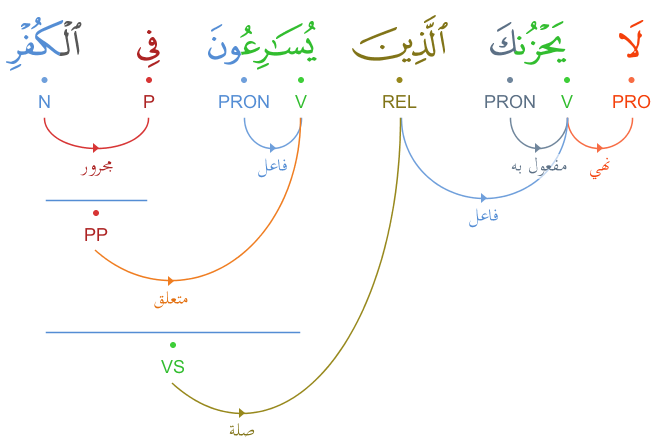 لَا يَحْزُنكَ ٱلَّذِينَ يُسَـٰرِعُونَ فِى ٱلْكُفْرِ
PRO V PRON REL V PRON P N
نهي مفعول به فاعل مجرور
فاعل
PP
متعلق
VS
صلة